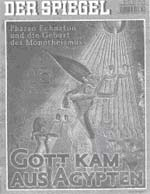 DER SPIEGEL
Pharao Echnaton
und die Geburt
des Monotheismus
GOTT KAM
AUS ÄGYPTEN